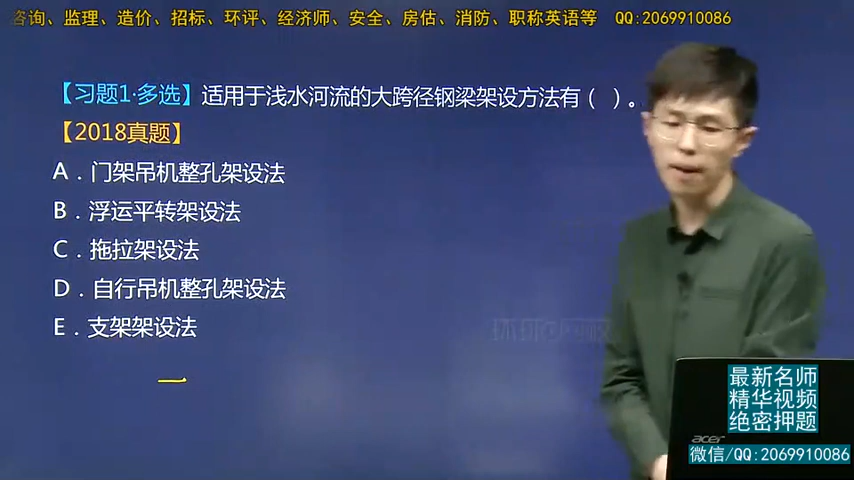 咨询、监理、造价、招标、环评、经济师、安全、房估、消防、职称英语等 QQ:2069910086
【习题1·多选】适用于浅水河流的大跨径钢梁架设方法有（ ）。
【2018真题】
A．门架吊机整孔架设法
B．浮运平转架设法
C．拖拉架设法
D．自行吊机整孔架设法
E．支架架设法
最新名师
精华视频
绝密押题
acer
微信/QQ:2069910086